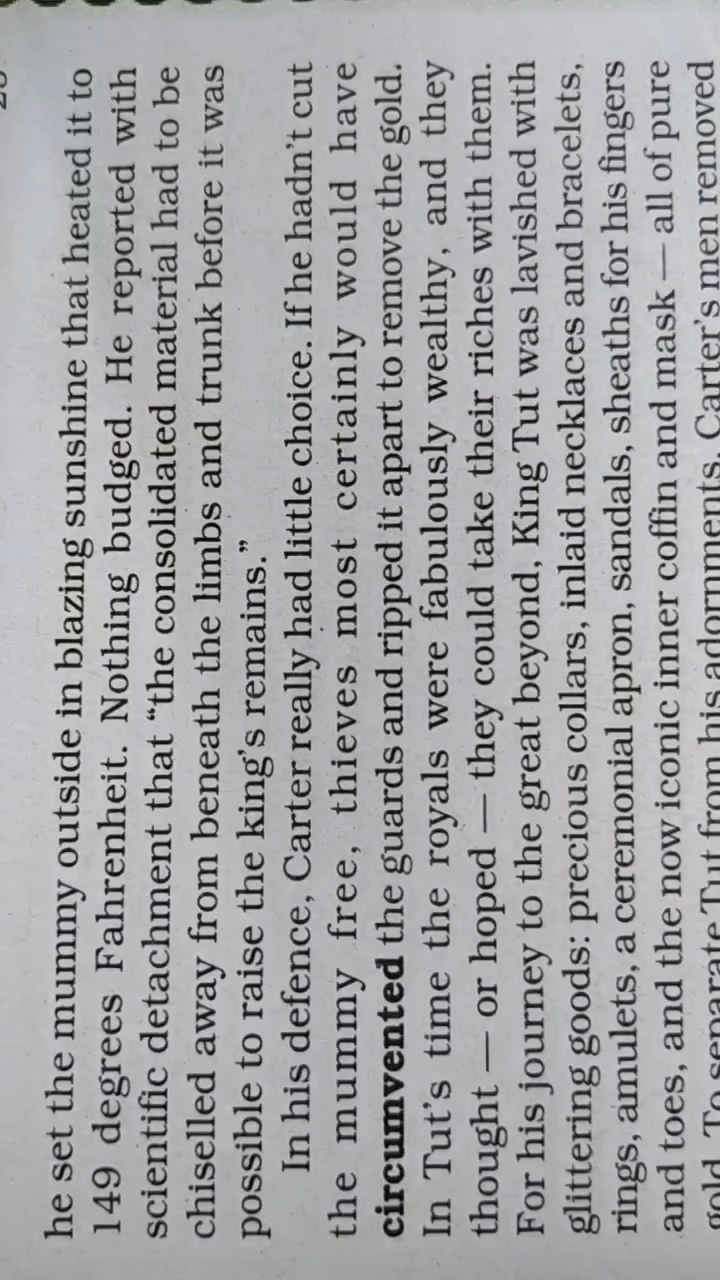 he set the mummy outside in blazing sunshine that heated it to
149 degrees Fahrenheit. Nothing budged. He reported with
scientific detachment that “the consolidated material had to be
chiselled away from beneath the limbs and trunk before it was
possible to raise the king’s remains.”
In his defence, Carter really had little choice. If he hadn’t cut
the mummy free, thieves most certainly would have
circumvented the guards and ripped it apart to remove the gold.
In Tut’s time the royals were fabulously wealthy, and they
thought — or hoped — they could take their riches with them.
For his journey to the great beyond, King Tut was lavished with
glittering goods: precious collars, inlaid necklaces and bracelets,
rings, amulets, a ceremonial apron, sandals, sheaths for his fingers
and toes, and the now iconic inner coffin and mask — all of pure
gold. To separate Tut from his adornments, Carter’s men removed